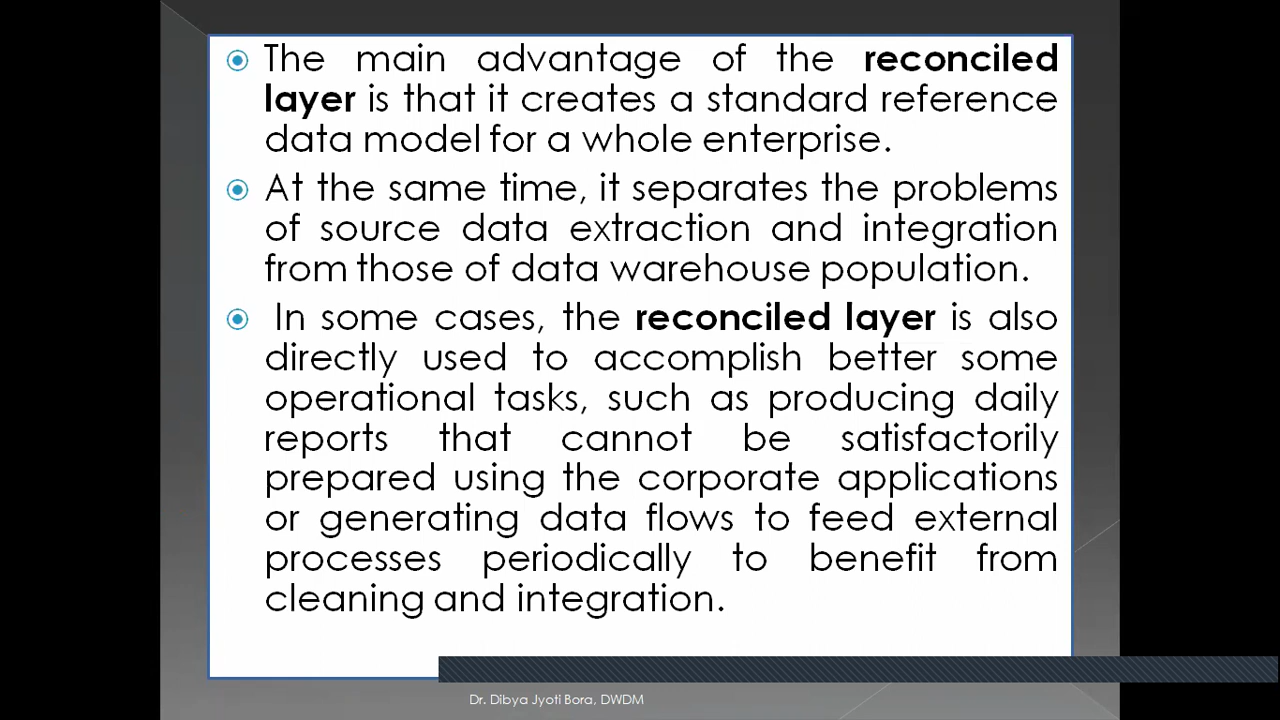 The main advantage of the reconciled
layer is that it creates a standard reference
data model for a whole enterprise.
At the same time, it separates the problems
of source data extraction and integration
from those of data warehouse population.
In some cases, the reconciled layer is also
directly used to accomplish better some
operational tasks, such as producing daily
reports that cannot be satisfactorily
prepared using the corporate applications
or generating data flows to feed external
processes periodically to benefit from
cleaning and integration.
Dr. Dibya Jyoti Bora, DWDM